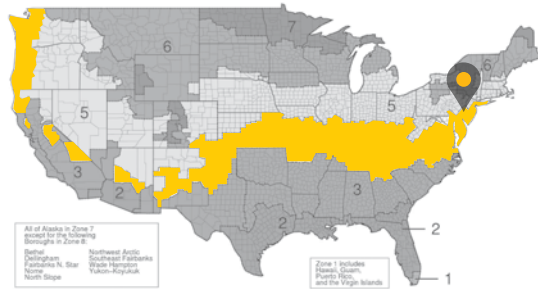 7
6
6
5
5
3
3
2
2
2
1
All of Alaska in Zone 7
except for the following
Boroughs in Zone 8:
Bethel Northwest Arctic
Dellingham Southeast Fairbanks
Fairbanks N. Star Wade Hampton
Nome Yukon-Koyukuk
North Slope
Zone 1 includes
Hawaii, Guam,
Puerto Rico,
and the Virgin Islands